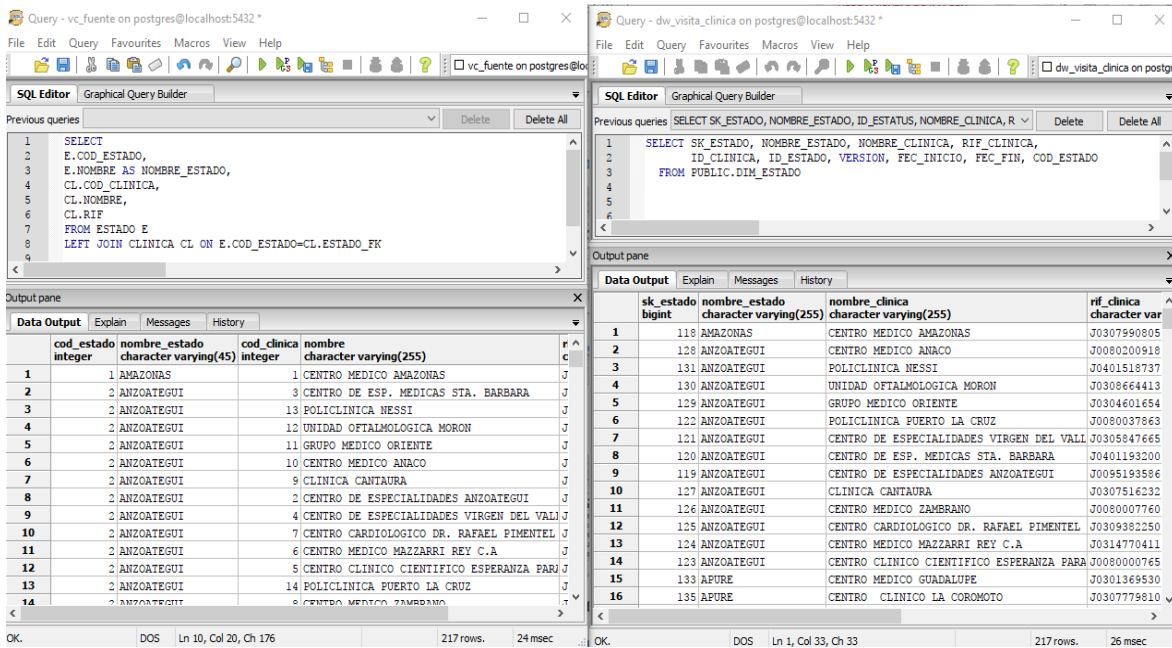 Query - vc_fuente on postgres@localhost:5432 *
File Edit Query Favourites Macros View Help
vc_fuente on postgres@loc
SQL Editor Graphical Query Builder
Previous queries Delete Delete All
1 SELECT
2 E.COD_ESTADO,
3 E.NOMBRE AS NOMBRE_ESTADO,
4 CL.COD_CLINICA,
5 CL.NOMBRE,
6 CL.RIF
7 FROM ESTADO E
8 LEFT JOIN CLINICA CL ON E.COD_ESTADO=CL.ESTADO_FK
9
Output pane
Data Output Explain Messages History
cod_estado nombre_estado cod_clinica nombre
integer character varying(45) integer character varying(255)
1 1 AMAZONAS 1 CENTRO MEDICO AMAZONAS J
2 2 ANZOATEGUI 3 CENTRO DE ESP. MEDICAS STA. BARBARA J
3 2 ANZOATEGUI 13 POLICLINICA NESSI J
4 2 ANZOATEGUI 12 UNIDAD OFTALMOLOGICA MORON J
5 2 ANZOATEGUI 11 GRUPO MEDICO ORIENTE J
6 2 ANZOATEGUI 10 CENTRO MEDICO ANACO J
7 2 ANZOATEGUI 9 CLINICA CANTAURA J
8 2 ANZOATEGUI 2 CENTRO DE ESPECIALIDADES ANZOATEGUI J
9 2 ANZOATEGUI 4 CENTRO DE ESPECIALIDADES VIRGEN DEL VALL J
10 2 ANZOATEGUI 7 CENTRO CARDIOLOGICO DR. RAFAEL PIMENTEL J
11 2 ANZOATEGUI 6 CENTRO MEDICO MAZZARRI REY C.A J
12 2 ANZOATEGUI 5 CENTRO CLINICO CIENTIFICO ESPERANZA PARA J
13 2 ANZOATEGUI 14 POLICLINICA PUERTO LA CRUZ J
14 2 ANZOATEGUI 8 CENTRO MEDICO ZAMBRANO J
OK. DOS Ln 10, Col 20, Ch 176 217 rows. 24 msec
Query - dw_visita_clinica on postgres@localhost:5432 *
File Edit Query Favourites Macros View Help
dw_visita_clinica on postgr
SQL Editor Graphical Query Builder
Previous queries SELECT SK_ESTADO, NOMBRE_ESTADO, ID_ESTATUS, NOMBRE_CLINICA, R Delete Delete All
1 SELECT SK_ESTADO, NOMBRE_ESTADO, NOMBRE_CLINICA, RIF_CLINICA,
2 ID_CLINICA, ID_ESTADO, VERSION, FEC_INICIO, FEC_FIN, COD_ESTADO
3 FROM PUBLIC.DIM_ESTADO
4
5
6
Output pane
Data Output Explain Messages History
sk_estado nombre_estado nombre_clinica rif_clinica
bigint character varying(255) character varying(255) character var
1 118 AMAZONAS CENTRO MEDICO AMAZONAS J0307990805
2 128 ANZOATEGUI CENTRO MEDICO ANACO J0080200918
3 131 ANZOATEGUI POLICLINICA NESSI J0401518737
4 130 ANZOATEGUI UNIDAD OFTALMOLOGICA MORON J0308664413
5 129 ANZOATEGUI GRUPO MEDICO ORIENTE J0304601654
6 122 ANZOATEGUI POLICLINICA PUERTO LA CRUZ J0080037863
7 121 ANZOATEGUI CENTRO DE ESPECIALIDADES VIRGEN DEL VALL J0305847665
8 120 ANZOATEGUI CENTRO DE ESP. MEDICAS STA. BARBARA J0401193200
9 119 ANZOATEGUI CENTRO DE ESPECIALIDADES ANZOATEGUI J0095193586
10 127 ANZOATEGUI CLINICA CANTAURA J0307516232
11 126 ANZOATEGUI CENTRO MEDICO ZAMBRANO J0080007760
12 125 ANZOATEGUI CENTRO CARDIOLOGICO DR. RAFAEL PIMENTEL J0309382250
13 124 ANZOATEGUI CENTRO MEDICO MAZZARRI REY C.A J0314770411
14 123 ANZOATEGUI CENTRO CLINICO CIENTIFICO ESPERANZA PARA J0080000765
15 133 APURE CENTRO MEDICO GUADALUPE J0301369530
16 135 APURE CENTRO CLINICO LA COROMOTO J0307779810
OK. DOS Ln 1, Col 33, Ch 33 217 rows. 26 msec